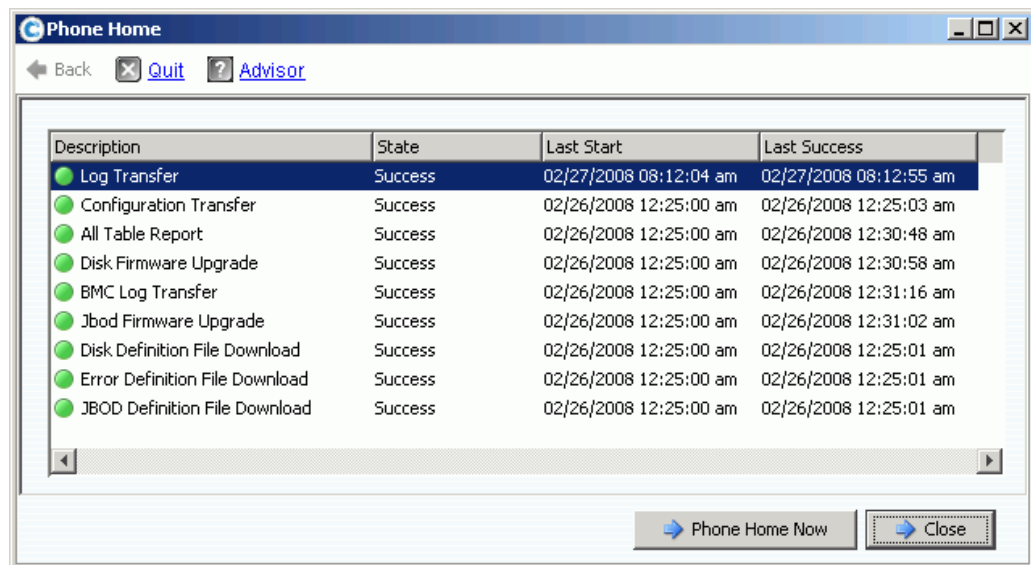 Phone Home
Back Quit Advisor
Description State Last Start Last Success
Log Transfer Success 02/27/2008 08:12:04 am 02/27/2008 08:12:55 am
Configuration Transfer Success 02/26/2008 12:25:00 am 02/26/2008 12:25:03 am
All Table Report Success 02/26/2008 12:25:00 am 02/26/2008 12:30:48 am
Disk Firmware Upgrade Success 02/26/2008 12:25:00 am 02/26/2008 12:30:58 am
BMC Log Transfer Success 02/26/2008 12:25:00 am 02/26/2008 12:31:16 am
Jbod Firmware Upgrade Success 02/26/2008 12:25:00 am 02/26/2008 12:31:02 am
Disk Definition File Download Success 02/26/2008 12:25:00 am 02/26/2008 12:25:01 am
Error Definition File Download Success 02/26/2008 12:25:00 am 02/26/2008 12:25:01 am
JBOD Definition File Download Success 02/26/2008 12:25:00 am 02/26/2008 12:25:01 am
Phone Home Now Close